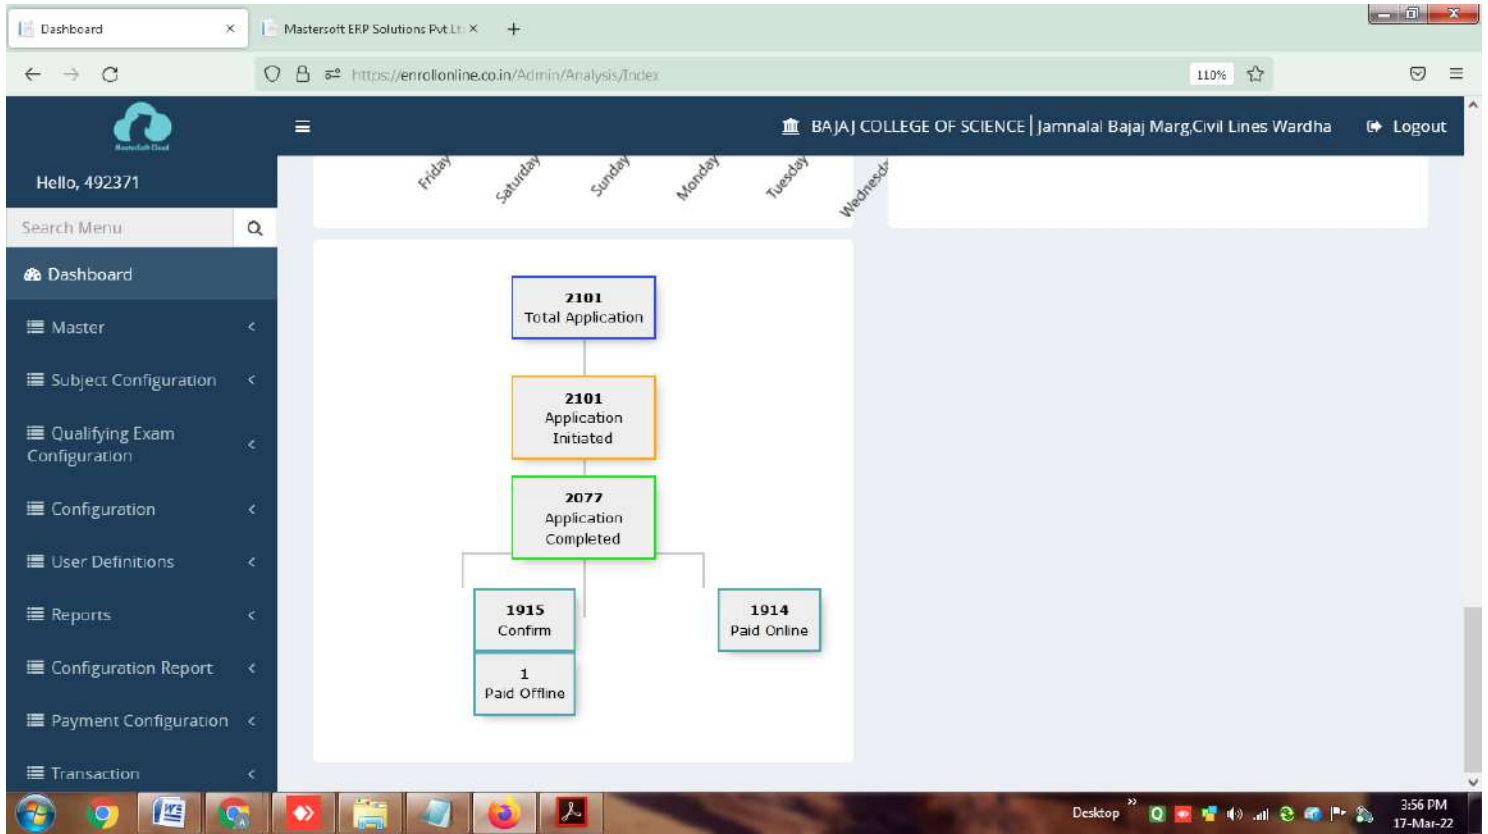 Dashboard
Mastersoft ERP Solutions Pvt.Lt
https://enrollonline.co.in/Admin/Analysis/Index
110%
MasterSoft Cloud
BAJAJ COLLEGE OF SCIENCE | Jamnalal Bajaj Marg,Civil Lines Wardha
Logout
Hello, 492371
Search Menu
Dashboard
Master
Subject Configuration
Qualifying Exam
Configuration
Configuration
User Definitions
Reports
Configuration Report
Payment Configuration
Transaction
Friday
Saturday
Sunday
Monday
Tuesday
Wednesda
2101
Total Application
2101
Application
Initiated
2077
Application
Completed
1915
Confirm
1
Paid Offline
1914
Paid Online
Desktop
3:56 PM
17-Mar-22